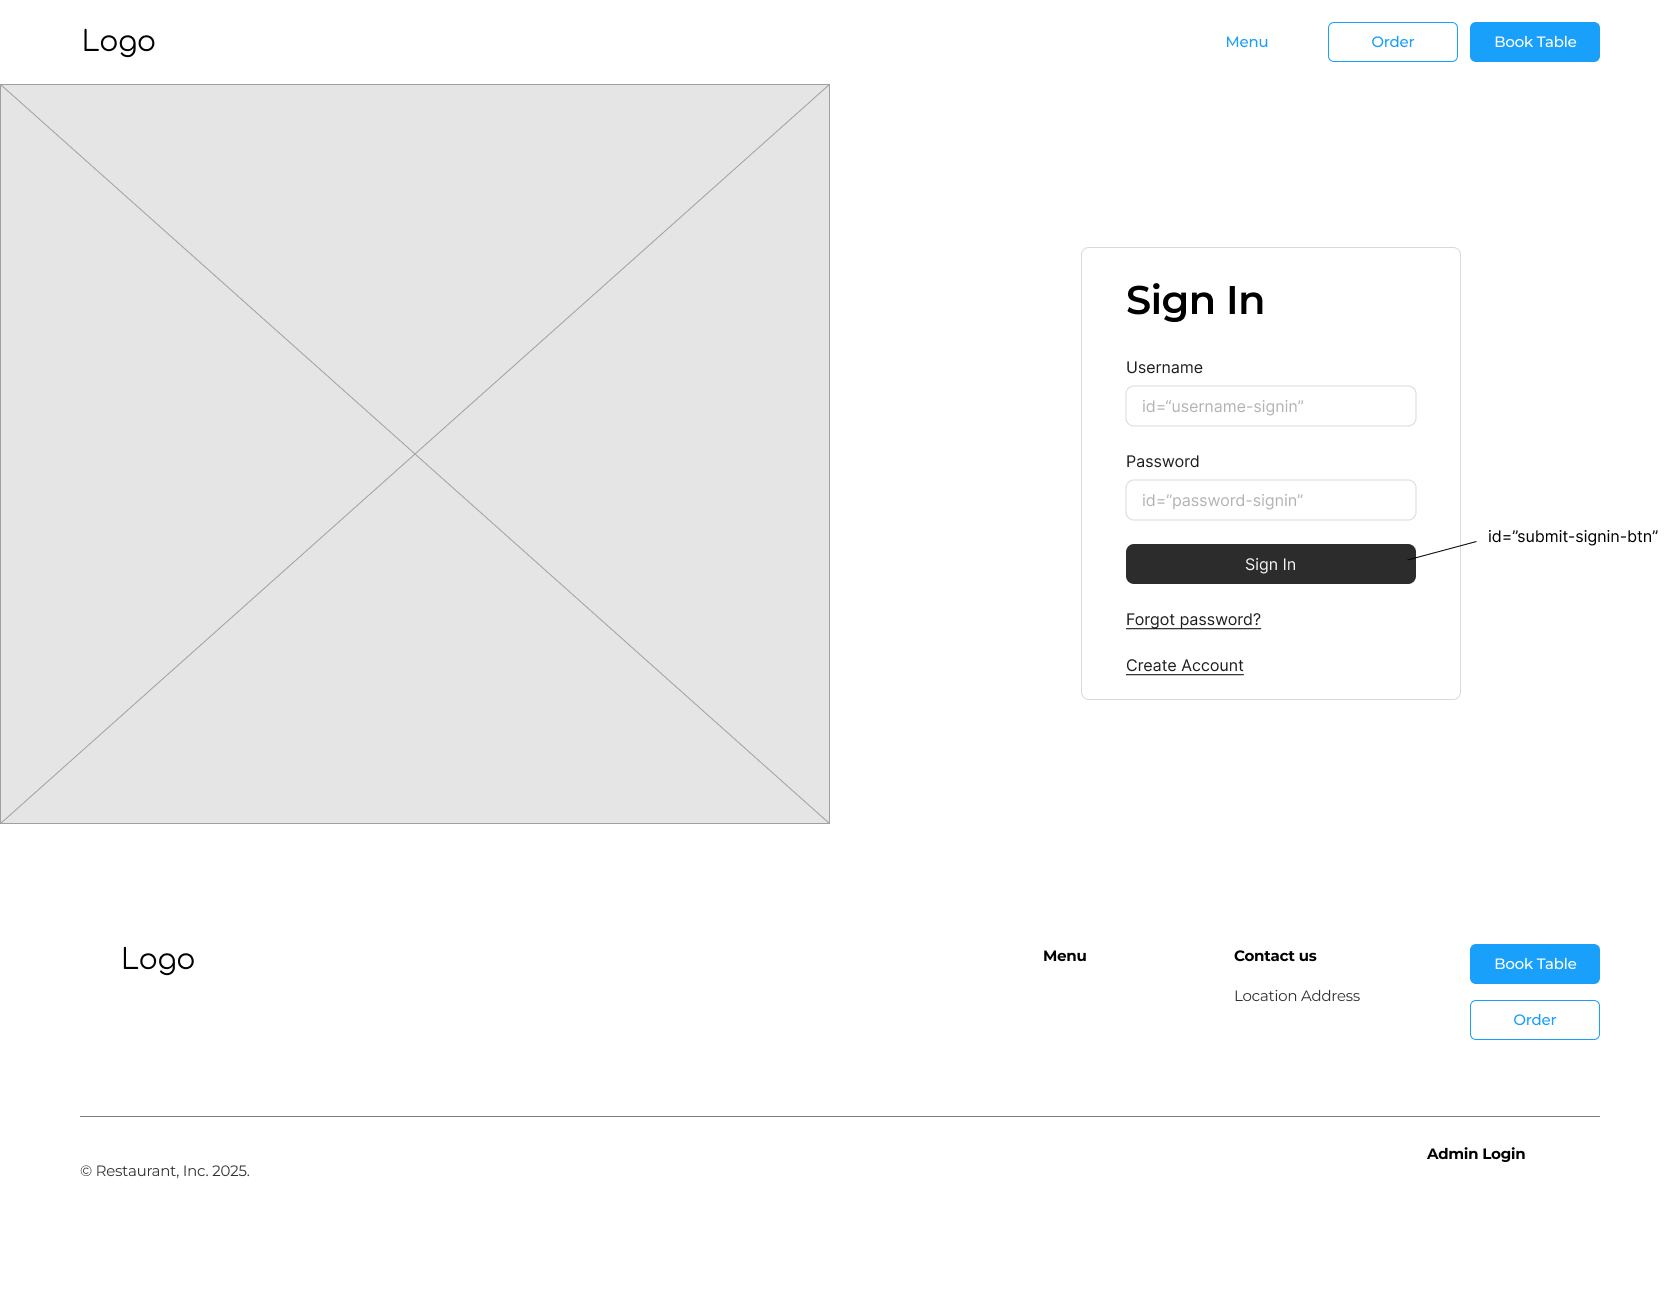 Logo
Menu
Order
Book Table
Sign In
Username
id=“username-signin“
Password
id=“password-signin“
id=“submit-signin-btn“
Sign In
Forgot password?
Create Account
Logo
Menu
Contact us
Book Table
Location Address
Order
Admin Login
© Restaurant, Inc. 2025.